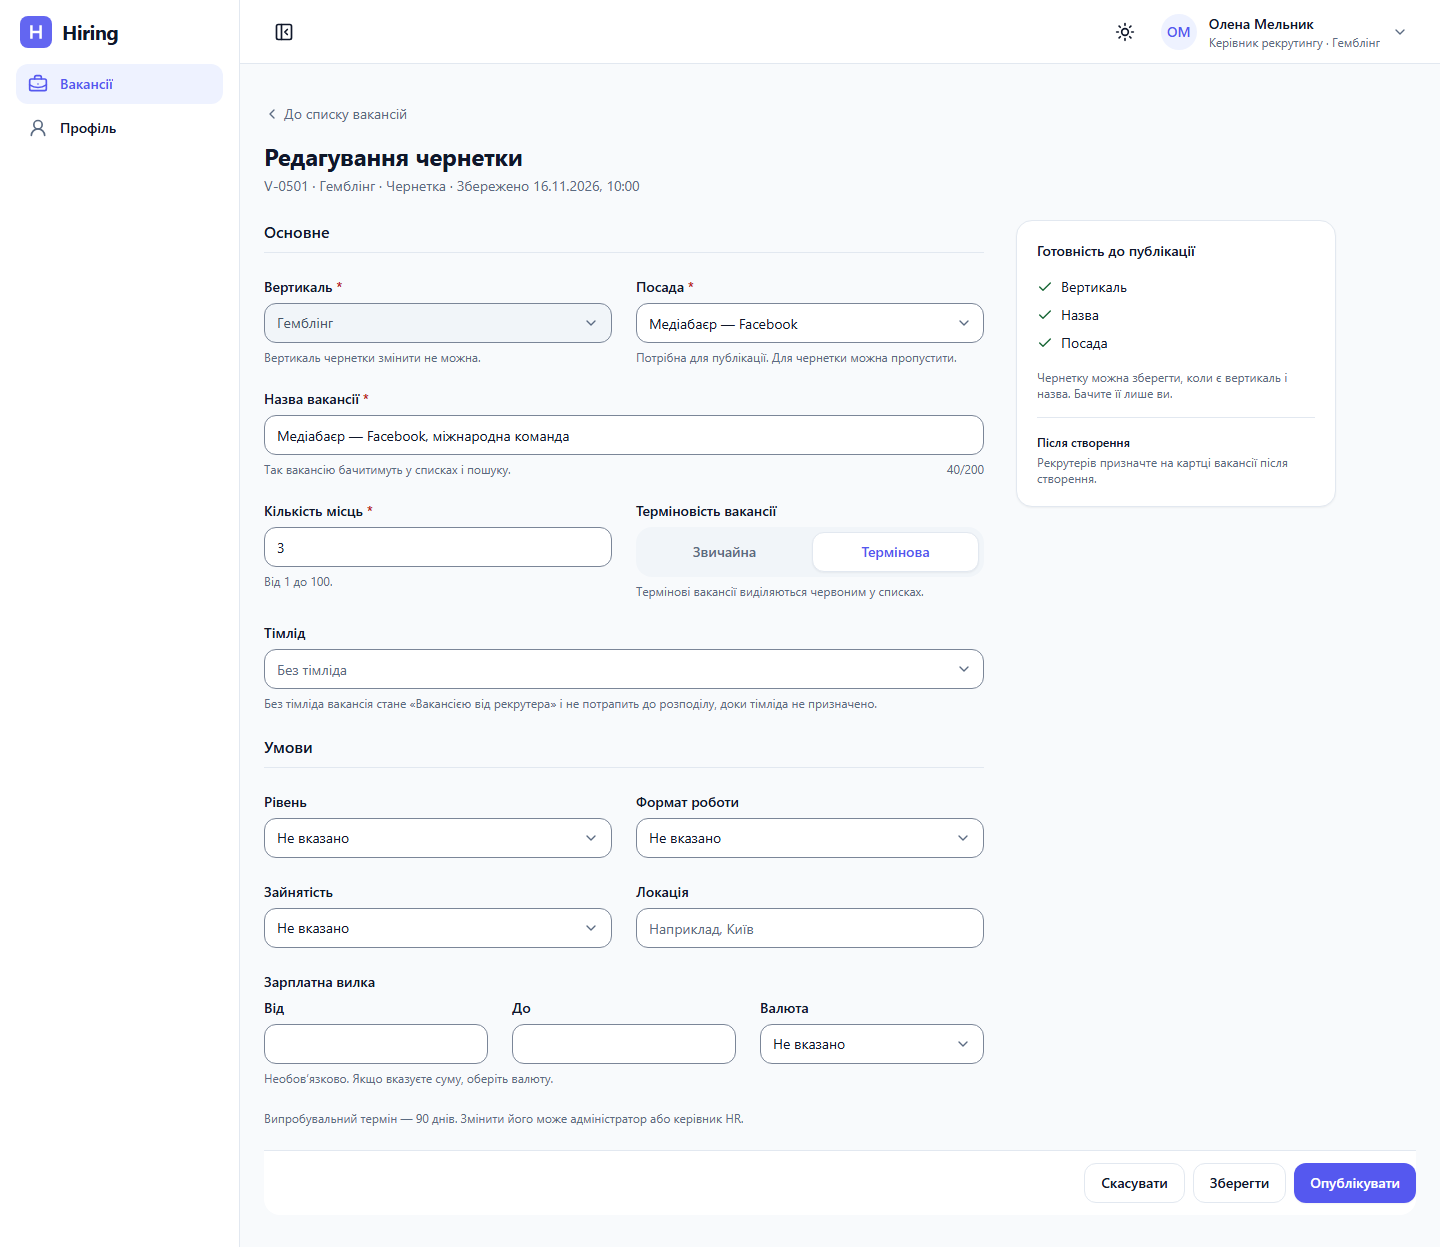 H Hiring
Вакансії
Профіль
ОМ
Олена Мельник
Керівник рекрутингу · Гемблінг
До списку вакансій
Редагування чернетки
V-0501 · Гемблінг · Чернетка · Збережено 16.11.2026, 10:00
Основне
Вертикаль *
Гемблінг
Вертикаль чернетки змінити не можна.
Посада *
Медіабаєр — Facebook
Потрібна для публікації. Для чернетки можна пропустити.
Назва вакансії *
Медіабаєр — Facebook, міжнародна команда
Так вакансію бачитимуть у списках і пошуку.
40/200
Кількість місць *
3
Від 1 до 100.
Терміновість вакансії
Звичайна
Термінова
Термінові вакансії виділяються червоним у списках.
Тімлід
Без тімліда
Без тімліда вакансія стане «Вакансією від рекрутера» і не потрапить до розподілу, доки тімліда не призначено.
Умови
Рівень
Не вказано
Формат роботи
Не вказано
Зайнятість
Не вказано
Локація
Наприклад, Київ
Зарплатна вилка
Від
До
Валюта
Не вказано
Необов'язково. Якщо вказуєте суму, оберіть валюту.
Випробувальний термін — 90 днів. Змінити його може адміністратор або керівник HR.
Готовність до публікації
Вертикаль
Назва
Посада
Чернетку можна зберегти, коли є вертикаль і
назва. Бачите її лише ви.
Після створення
Рекрутерів призначте на картці вакансії після
створення.
Скасувати
Зберегти
Опублікувати